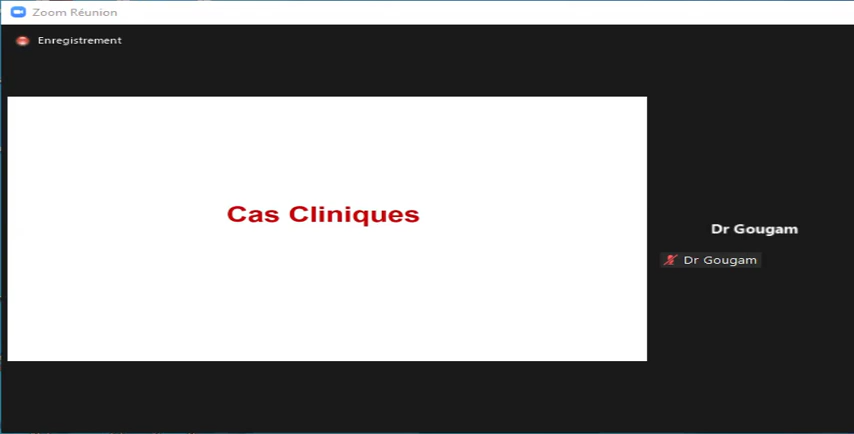 Zoom Réunion
Enregistrement
Cas Cliniques
Dr Gougam
Dr Gougam